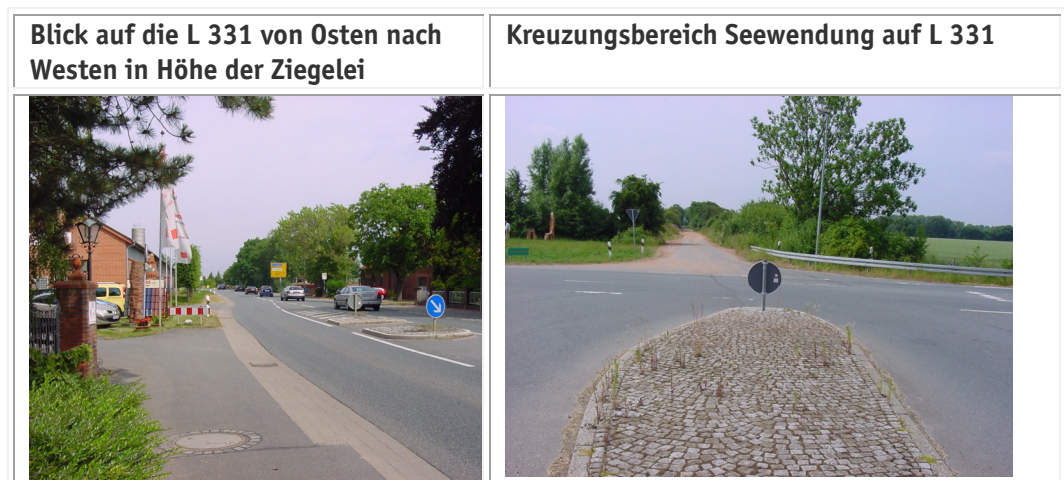 Blick auf die L 331 von Osten nach
Westen in Höhe der Ziegelei
Kreuzungsbereich Seewendung auf L 331